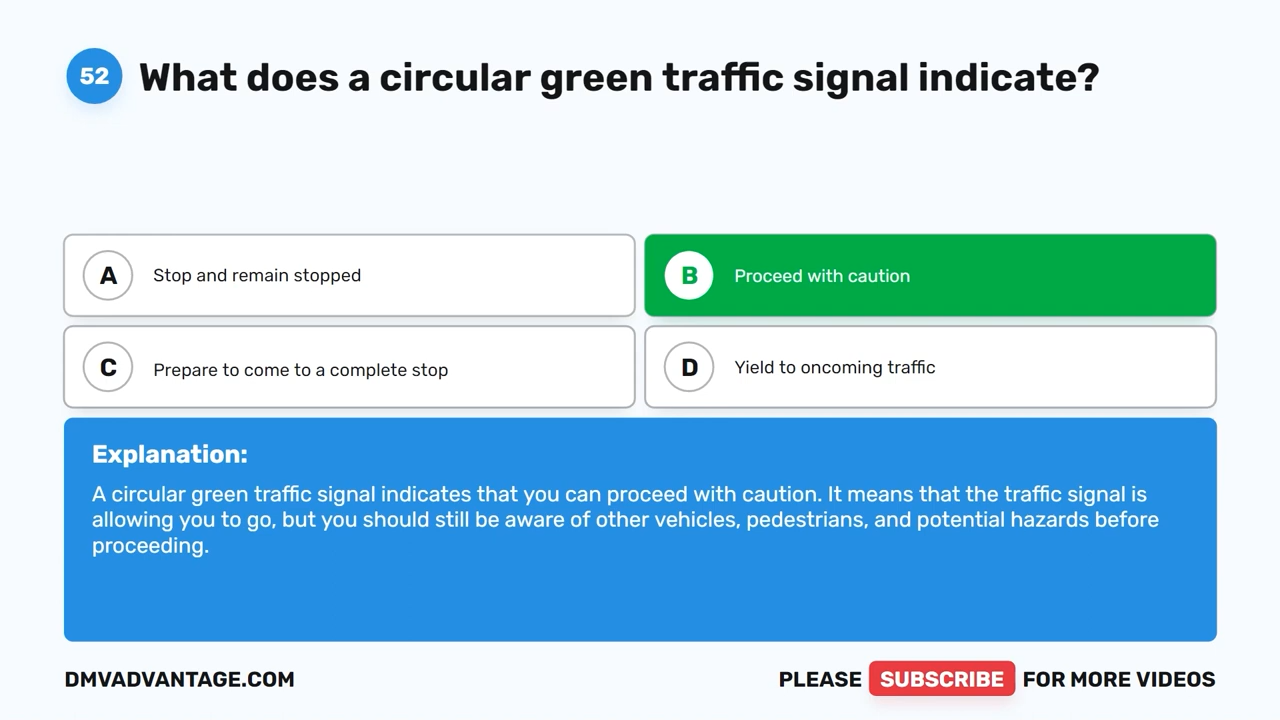 52 What does a circular green traffic signal indicate?
A Stop and remain stopped
B Proceed with caution
C Prepare to come to a complete stop
D Yield to oncoming traffic
Explanation:
A circular green traffic signal indicates that you can proceed with caution. It means that the traffic signal is
allowing you to go, but you should still be aware of other vehicles, pedestrians, and potential hazards before
proceeding.
DMVADVANTAGE.COM
PLEASE SUBSCRIBE FOR MORE VIDEOS